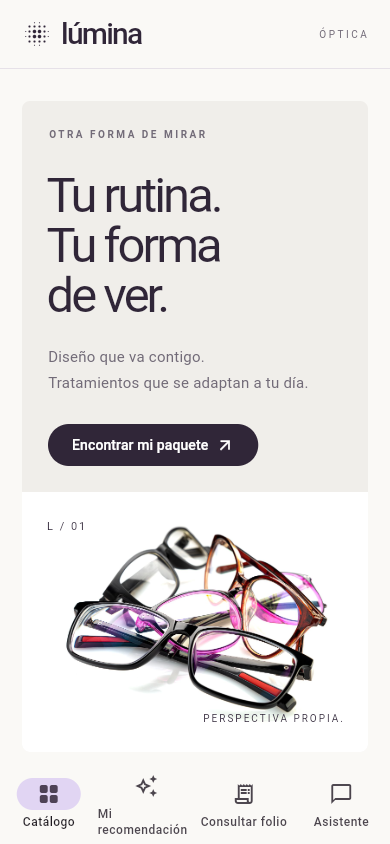 lúmina
ÓPTICA
OTRA FORMA DE MIRAR
Tu rutina.
Tu forma
de ver.
Diseño que va contigo.
Tratamientos que se adaptan a tu día.
Encontrar mi paquete
L / 01
PERSPECTIVA PROPIA.
Catálogo
Mi
recomendación
Consultar folio
Asistente